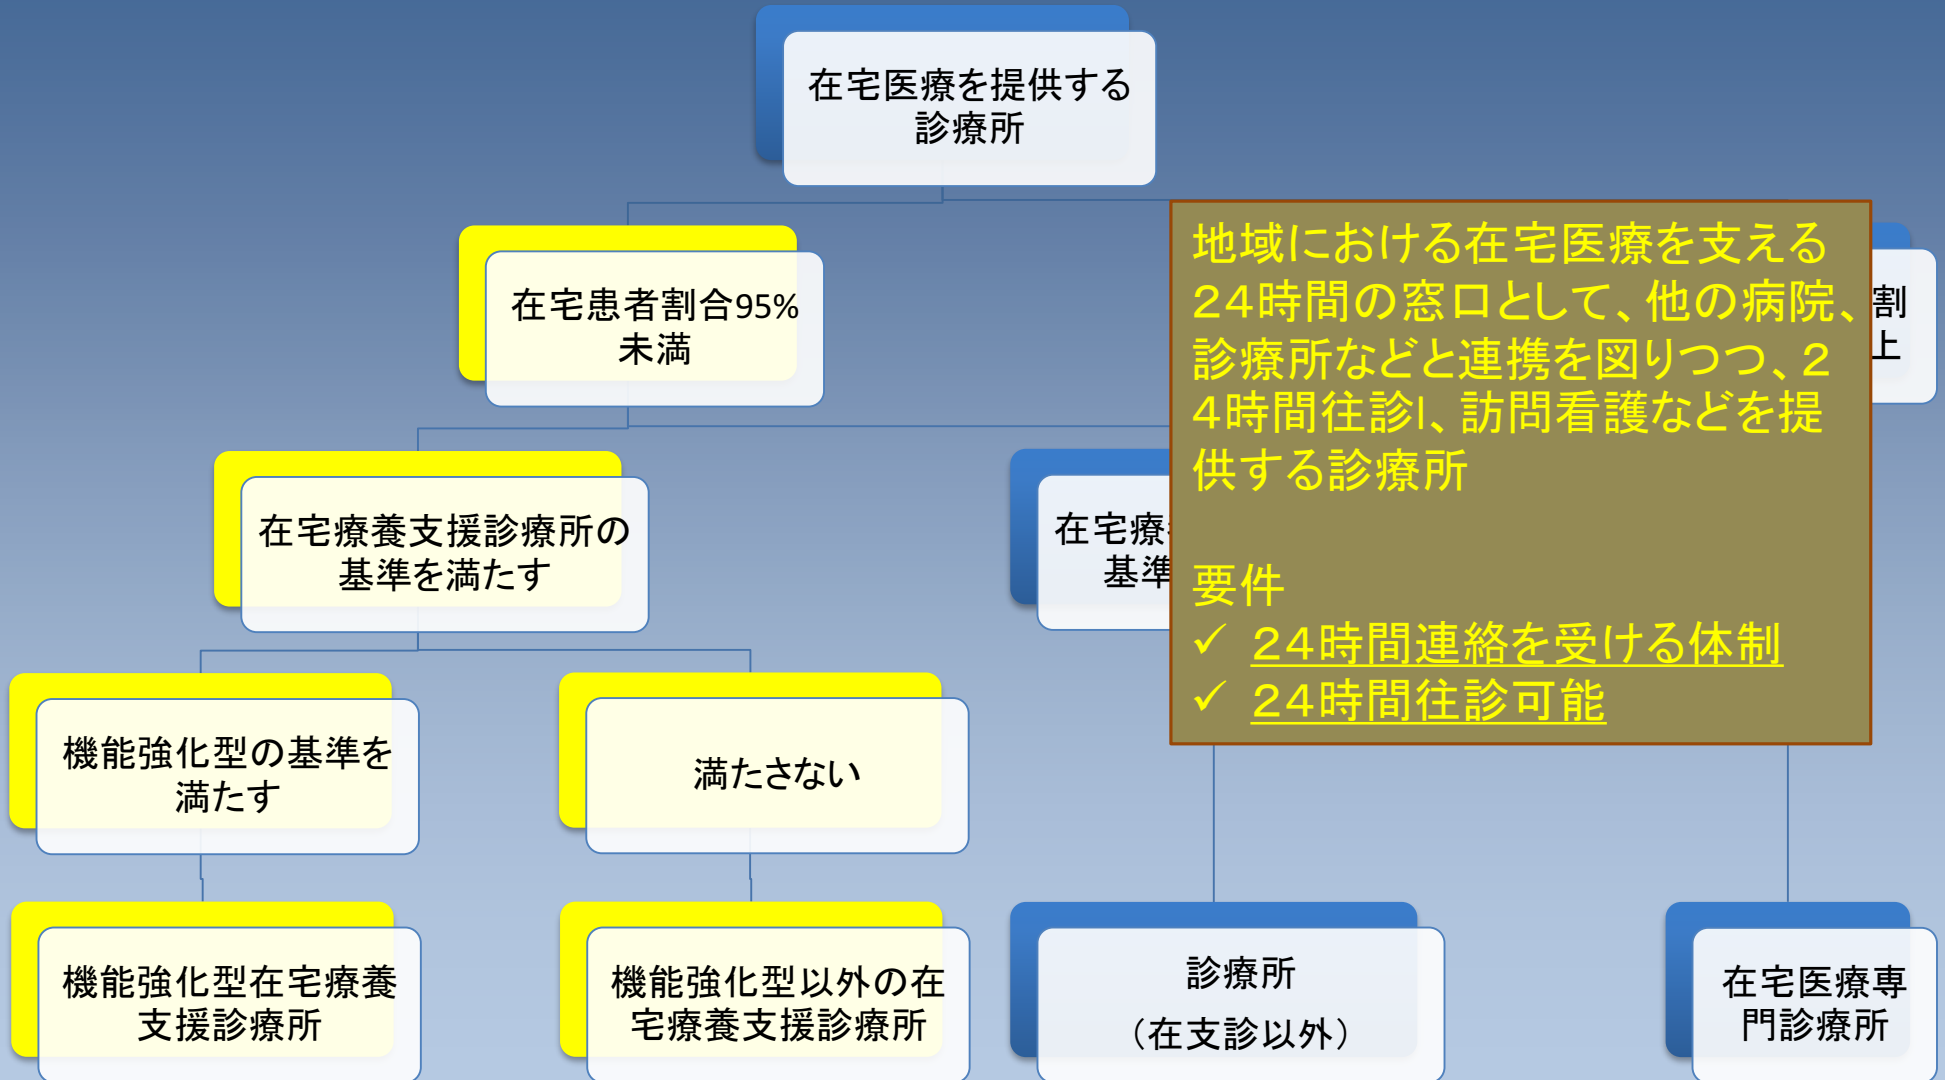 在宅医療を提供する
診療所
在宅患者割合95%
未満
割
上
地域における在宅医療を支える
24時間の窓口として、他の病院、
診療所などと連携を図りつつ、2
4時間往診l、訪問看護などを提
供する診療所
要件
✓ 24時間連絡を受ける体制
✓ 24時間往診可能
在宅療養支援診療所の
基準を満たす
在宅療
基準
機能強化型の基準を
満たす
満たさない
機能強化型在宅療養
支援診療所
機能強化型以外の在
宅療養支援診療所
診療所
（在支診以外）
在宅医療専
門診療所